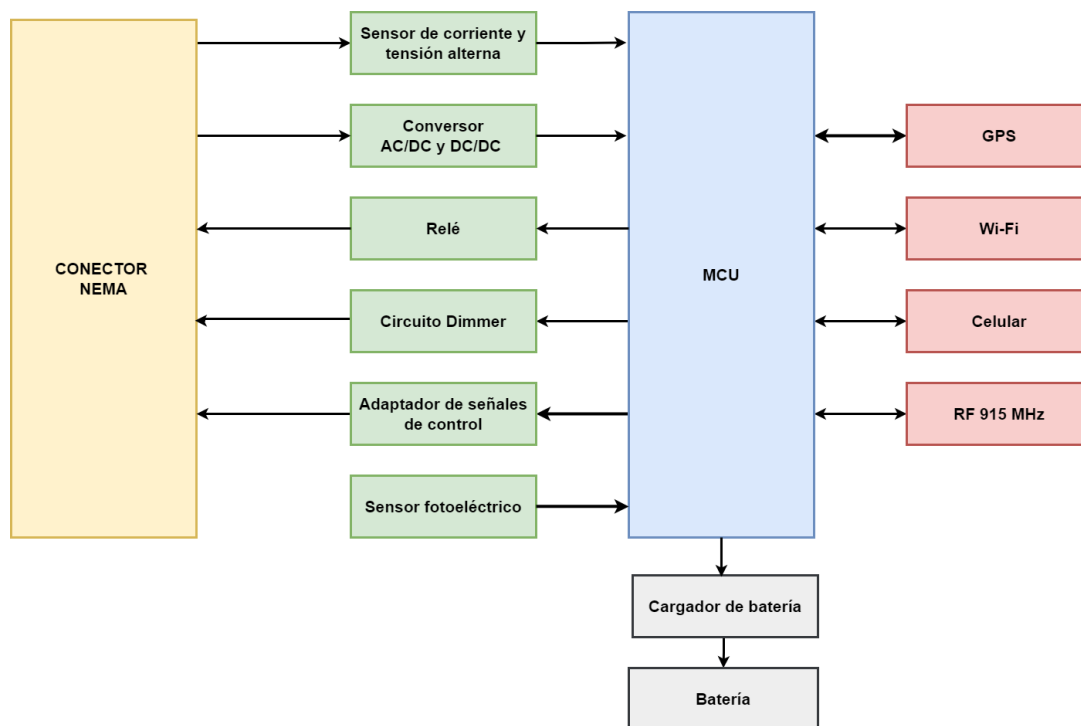 CONECTOR
NEMA
Sensor de corriente y
tensión alterna
Conversor
AC/DC y DC/DC
Relé
Circuito Dimmer
Adaptador de señales
de control
Sensor fotoeléctrico
MCU
GPS
Wi-Fi
Celular
RF 915 MHz
Cargador de batería
Batería